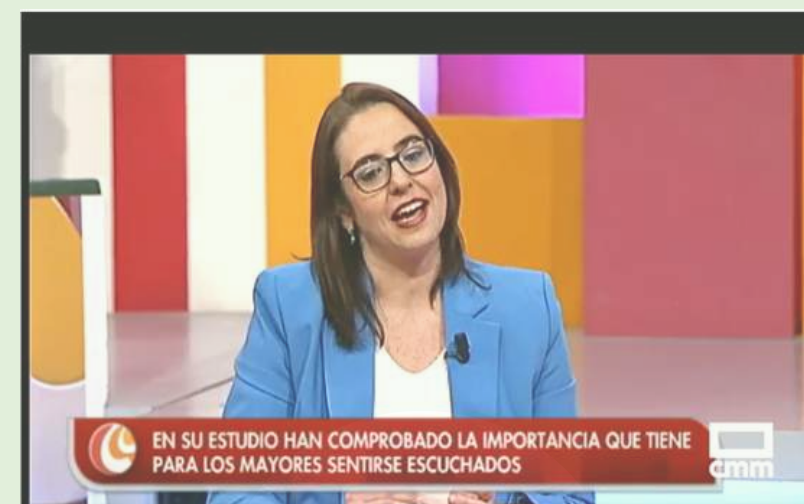 EN SU ESTUDIO HAN COMPROBADO LA IMPORTANCIA QUE TIENE
PARA LOS MAYORES SENTIRSE ESCUCHADOS
cmm